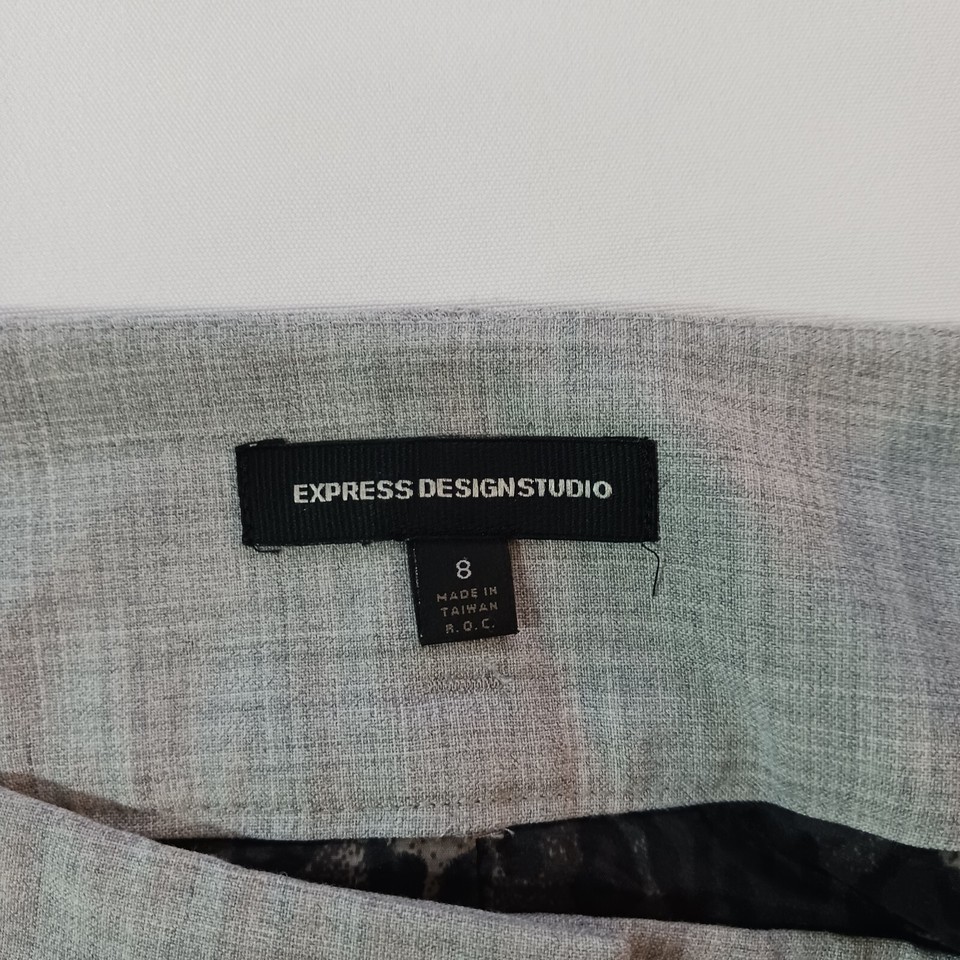 EXPRESS DESIGN STUDIO
8
MADE IN
TAIWAN
R.O.C.